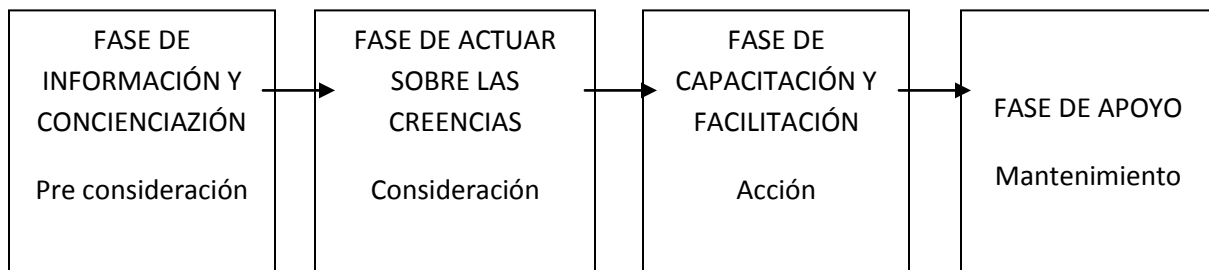 FASE DE
INFORMACIÓN Y
CONCIENCIAZIÓN
Pre consideración
FASE DE ACTUAR
SOBRE LAS
CREENCIAS
Consideración
FASE DE
CAPACITACIÓN Y
FACILITACIÓN
Acción
FASE DE APOYO
Mantenimiento